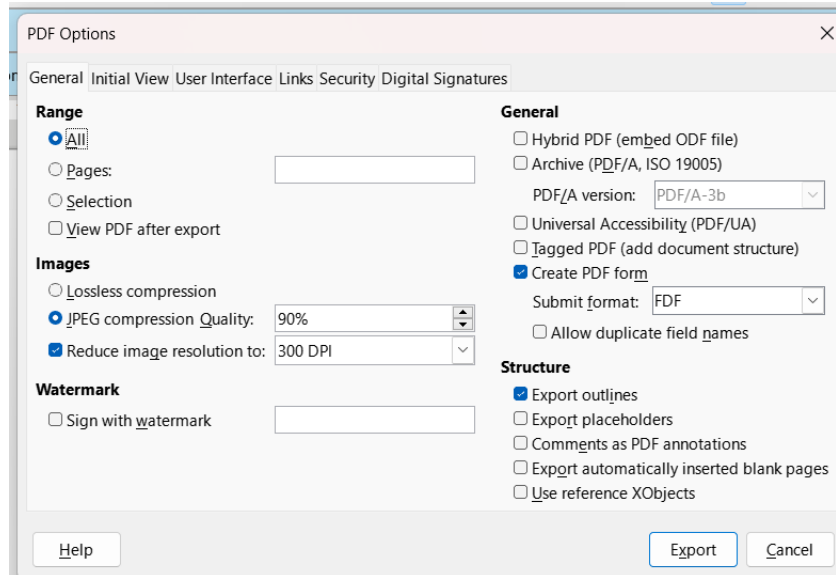 PDF Options
General Initial View User Interface Links Security Digital Signatures
Range
All
Pages:
Selection
View PDF after export
Images
Lossless compression
JPEG compression Quality: 90%
Reduce image resolution to: 300 DPI
Watermark
Sign with watermark
General
Hybrid PDF (embed ODF file)
Archive (PDF/A, ISO 19005)
PDF/A version: PDF/A-3b
Universal Accessibility (PDF/UA)
Tagged PDF (add document structure)
Create PDF form
Submit format: FDF
Allow duplicate field names
Structure
Export outlines
Export placeholders
Comments as PDF annotations
Export automatically inserted blank pages
Use reference XObjects
Help Export Cancel